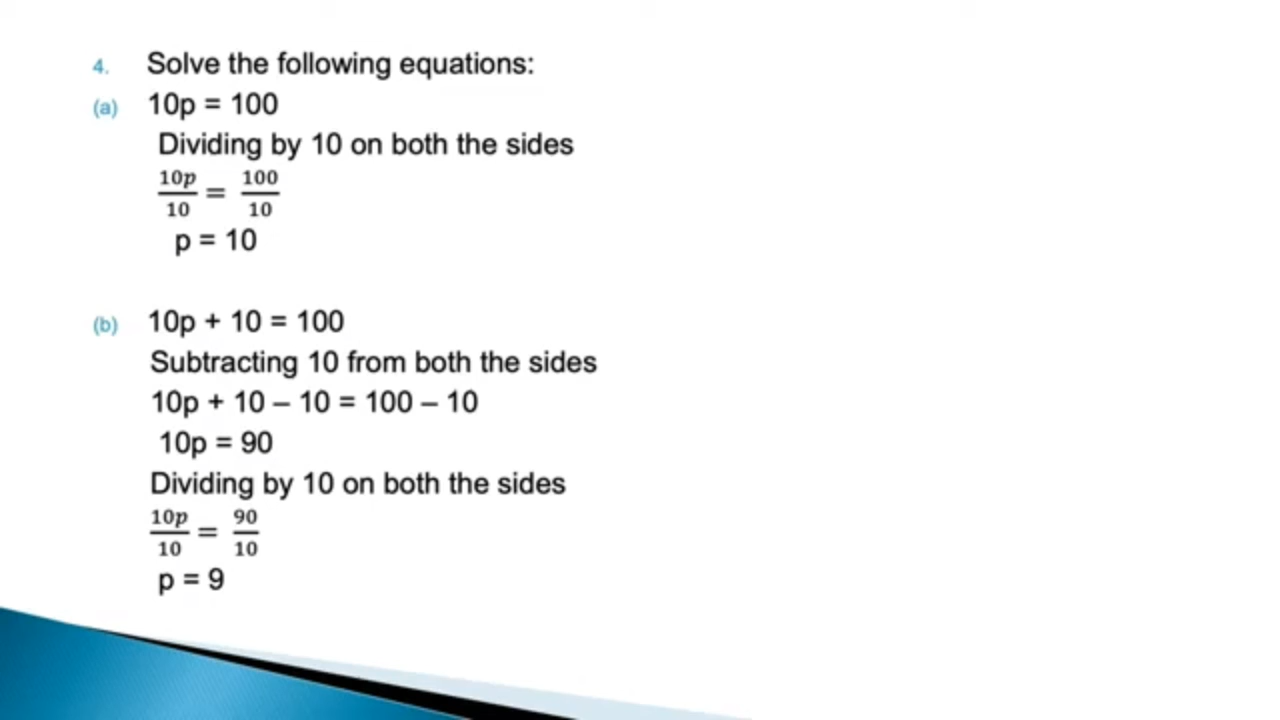 4. Solve the following equations:
(a) 10p = 100
Dividing by 10 on both the sides
10p/10 = 100/10
p = 10
(b) 10p + 10 = 100
Subtracting 10 from both the sides
10p + 10 – 10 = 100 – 10
10p = 90
Dividing by 10 on both the sides
10p/10 = 90/10
p = 9